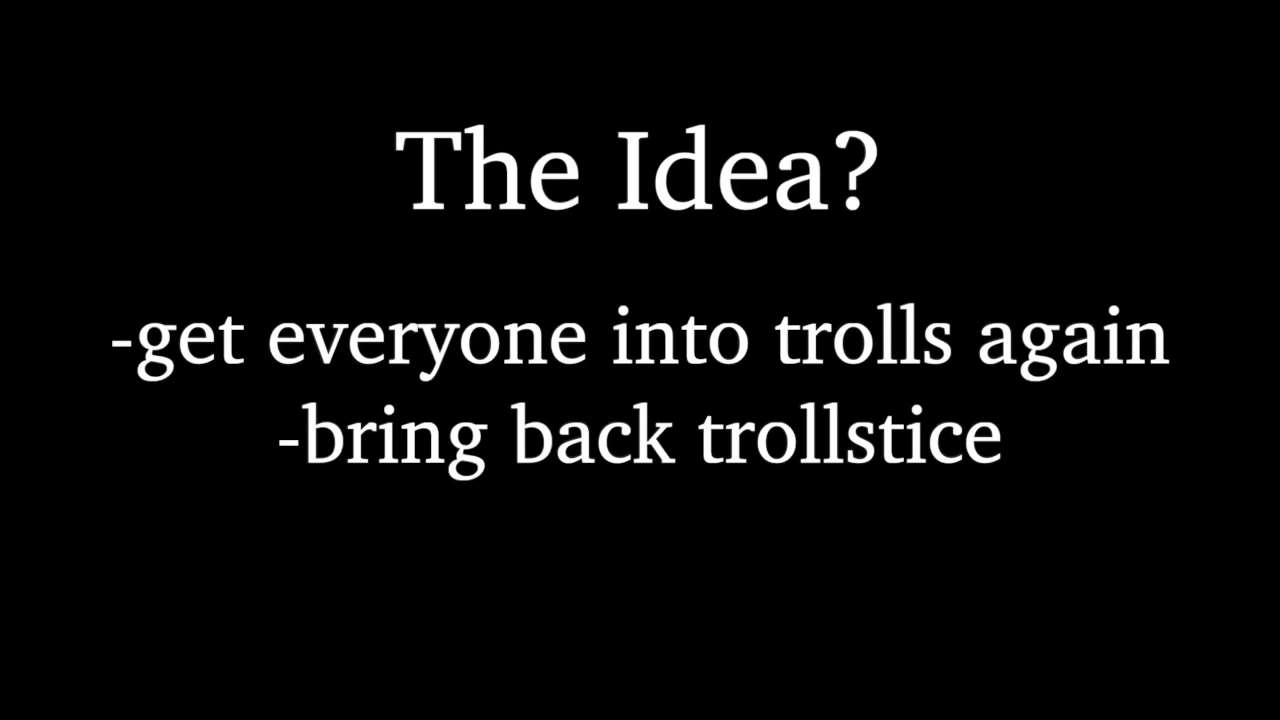 The Idea?
-get everyone into trolls again
-bring back trollstice